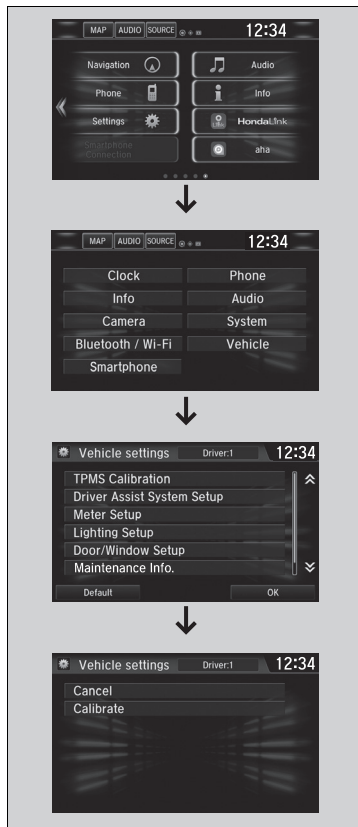 MAP AUDIO SOURCE 12:34
Navigation Audio
Phone Info
Settings HondaLink
Smartphone
Connection
aha
MAP AUDIO SOURCE 12:34
Clock Phone
Info Audio
Camera System
Bluetooth / Wi-Fi Vehicle
Smartphone
Vehicle settings Driver:1 12:34
TPMS Calibration
Driver Assist System Setup
Meter Setup
Lighting Setup
Door/Window Setup
Maintenance Info.
Default OK
Vehicle settings Driver:1 12:34
Cancel
Calibrate